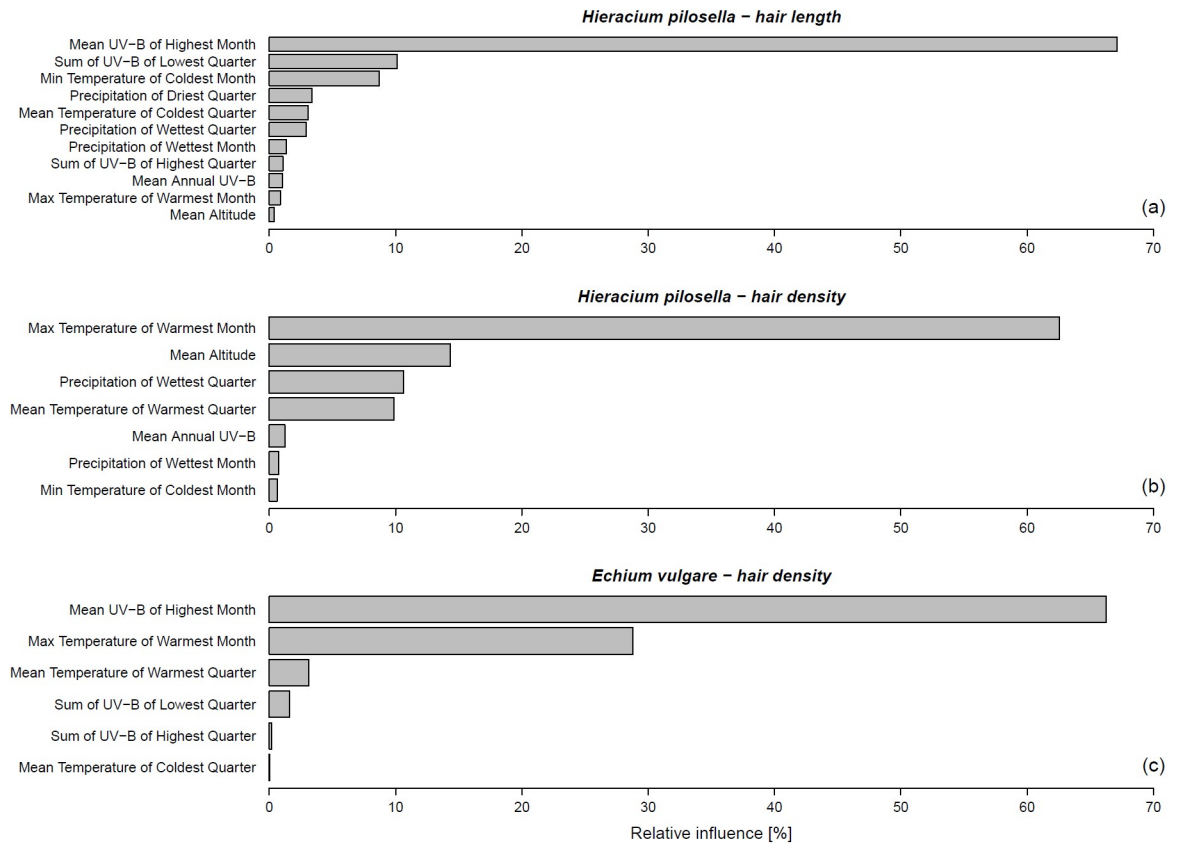 Hieracium pilosella − hair length
Mean UV−B of Highest Month
Sum of UV−B of Lowest Quarter
Min Temperature of Coldest Month
Precipitation of Driest Quarter
Mean Temperature of Coldest Quarter
Precipitation of Wettest Quarter
Precipitation of Wettest Month
Sum of UV−B of Highest Quarter
Mean Annual UV−B
Max Temperature of Warmest Month
Mean Altitude
(a)
0 10 20 30 40 50 60 70
Hieracium pilosella − hair density
Max Temperature of Warmest Month
Mean Altitude
Precipitation of Wettest Quarter
Mean Temperature of Warmest Quarter
Mean Annual UV−B
Precipitation of Wettest Month
Min Temperature of Coldest Month
(b)
0 10 20 30 40 50 60 70
Echium vulgare − hair density
Mean UV−B of Highest Month
Max Temperature of Warmest Month
Mean Temperature of Warmest Quarter
Sum of UV−B of Lowest Quarter
Sum of UV−B of Highest Quarter
Mean Temperature of Coldest Quarter
(c)
0 10 20 30 40 50 60 70
Relative influence [%]